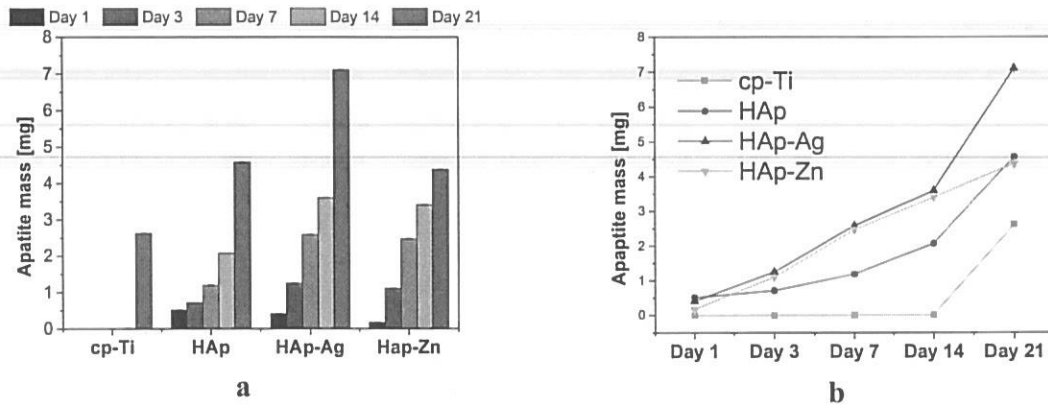 Day 1 Day 3 Day 7 Day 14 Day 21
Apatite mass [mg]
8
7
6
5
4
3
2
1
0
cp-Ti HAp HAp-Ag Hap-Zn
a
Apaptite mass [mg]
8
7
6
5
4
3
2
1
0
cp-Ti
HAp
HAp-Ag
HAp-Zn
Day 1 Day 3 Day 7 Day 14 Day 21
b